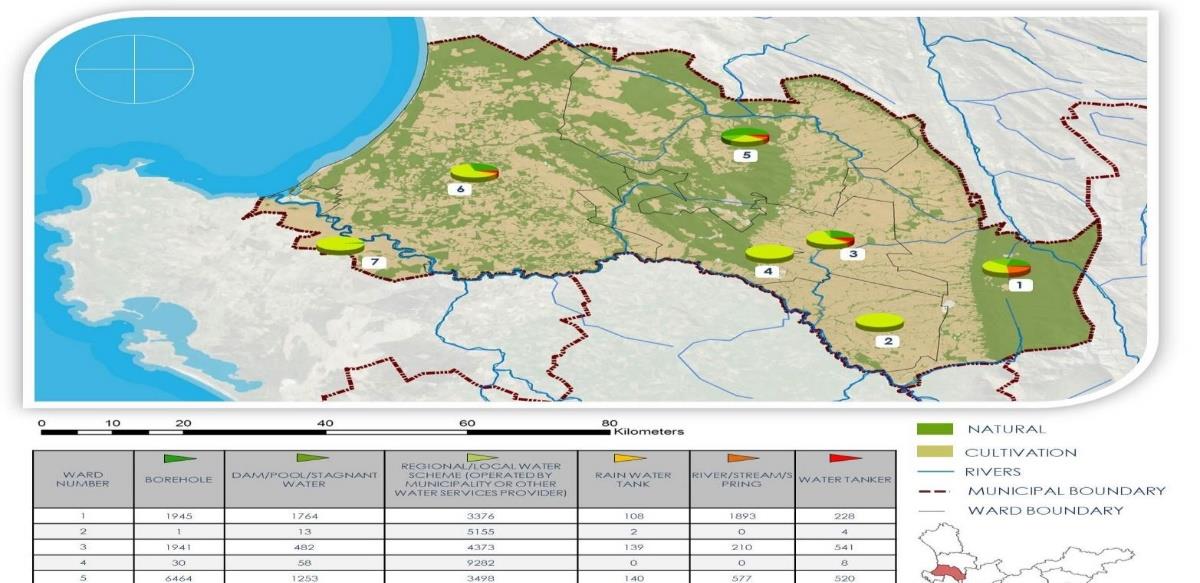 5
6
3
7
4
1
2
0 10 20 40 60 80
Kilometers
NATURAL
CULTIVATION
RIVERS
MUNICIPAL BOUNDARY
WARD BOUNDARY
WARD NUMBER
BOREHOLE
DAM/POOL/STAGNANT WATER
REGIONAL/LOCAL WATER
SCHEME (OPERATED BY
MUNICIPALITY OR OTHER
WATER SERVICES PROVIDER)
RAIN WATER TANK
RIVER/STREAM/S PRING
WATER TANKER
1 1945 1764 3376 108 1893 228
2 1 13 5155 2 0 4
3 1941 482 4373 139 210 541
4 30 58 9282 0 0 8
5 6464 1253 3498 140 577 520